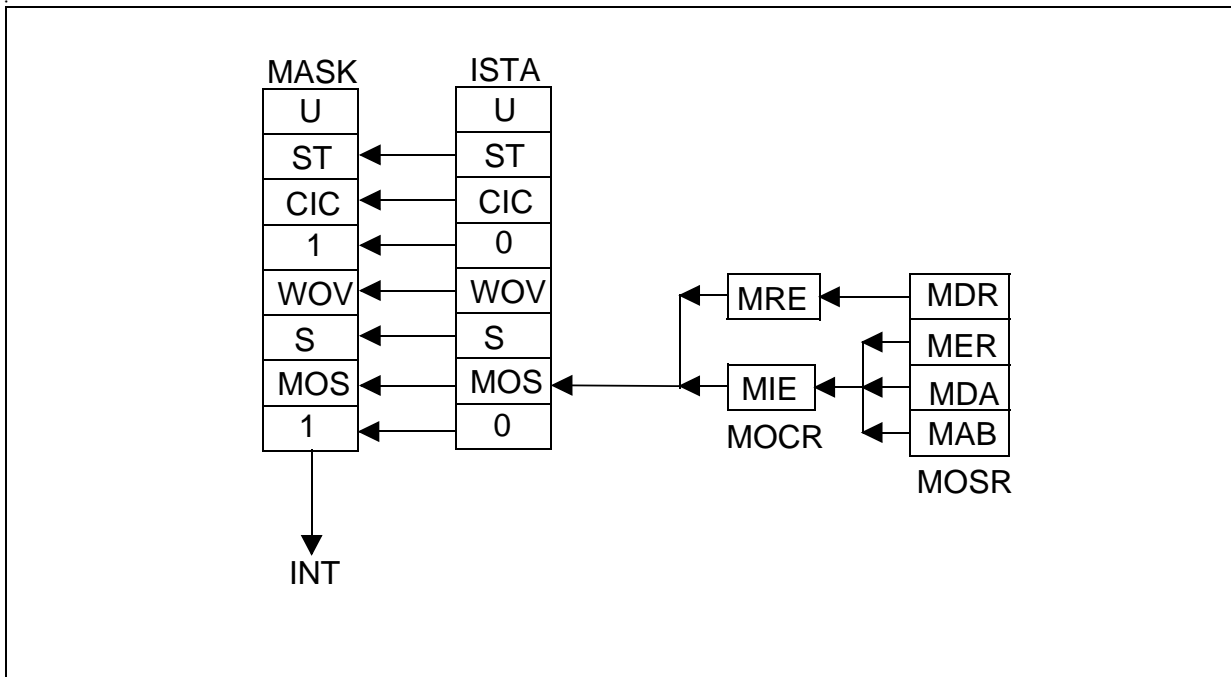 MASK ISTA
U U
ST ST
CIC CIC
1 0
WOV WOV
S S
MOS MOS
1 0
MRE MDR
MER
MIE MDA
MAB
MOCR
MOSR
INT